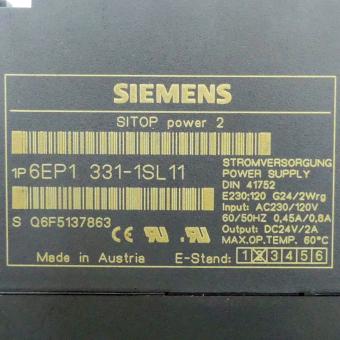 SIEMENS
SITOP power 2
1P 6EP1 331-1SL11
S Q6F5137863
STROMVERSORGUNG
POWER SUPPLY
DIN 41752
E230;120 G24/2Wrg
Input: AC230/120V
60/50HZ 0,45A/0,8A
Output: DC24V/2A
MAX.OP.TEMP. 60°C
Made in Austria E-Stand: 1 2 3 4 5 6